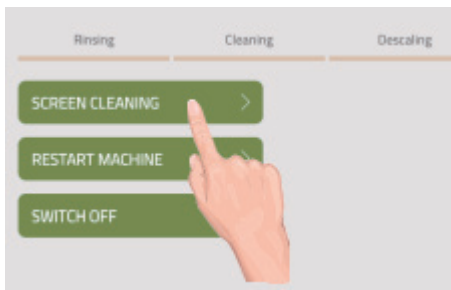 Rinsing Cleaning Descaling
SCREEN CLEANING
RESTART MACHINE
SWITCH OFF